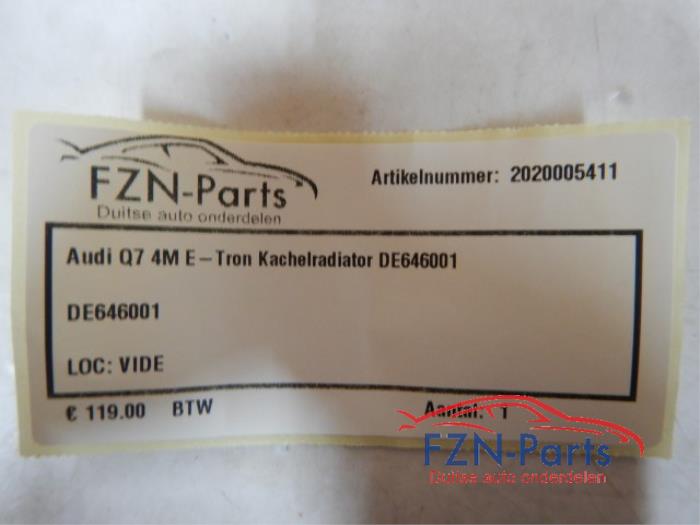 FZN-Parts
Duitse auto onderdelen
Artikelnummer: 2020005411
Audi Q7 4M E-Tron Kachelradiator DE646001
DE646001
LOC: VIDE
€ 119.00 BTW
Aantal: 1
FZN-Parts
Duitse auto onderdelen